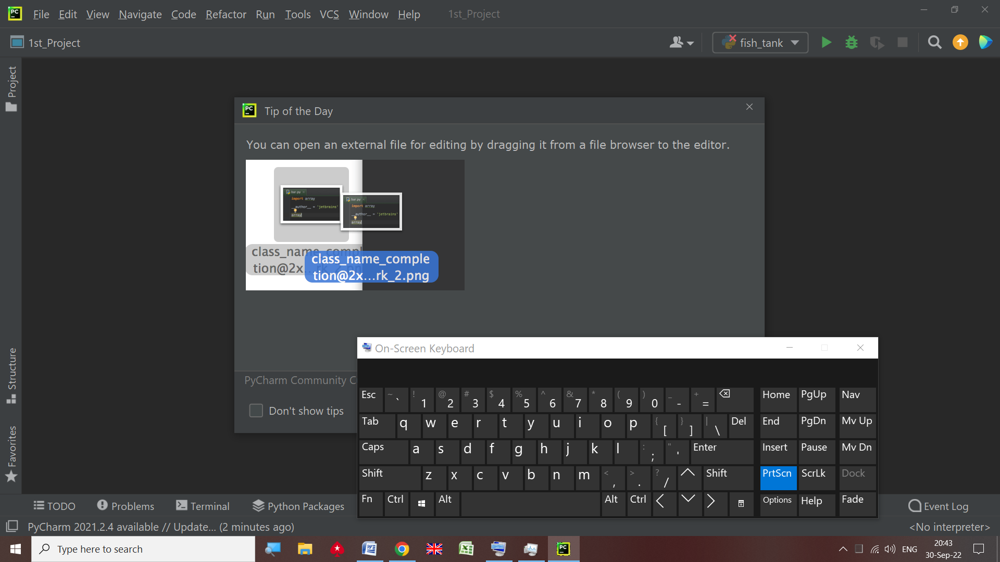 File Edit View Navigate Code Refactor Run Tools VCS Window Help 1st_Project
1st_Project
fish_tank
Project
Structure
Favorites
Tip of the Day
You can open an external file for editing by dragging it from a file browser to the editor.
bar.py
import array
__author__ = 'jetbrains'
array
bar.py
import array
__author__ = 'jetbrains'
array
class_name_compl
tion@2x...rk_2.pn
class_name_comple
tion@2x...rk_2.png
PyCharm Community C
Don't show tips
On-Screen Keyboard
Esc ~ ` ! 1 @ 2 # 3 $ 4 % 5 ^ 6 & 7 * 8 ( 9 ) 0 _ - + = Home PgUp Nav
Tab q w e r t y u i o p { [ } ] | \ Del End PgDn Mv Up
Caps a s d f g h j k l : ; " ' Enter Insert Pause Mv Dn
Shift z x c v b n m < , > . ? / Shift PrtScn ScrLk Dock
Fn Ctrl Alt Alt Ctrl Options Help Fade
TODO Problems Terminal Python Packages Event Log
PyCharm 2021.2.4 available // Update... (2 minutes ago) <No interpreter>
Type here to search
ENG
20:43
30-Sep-22